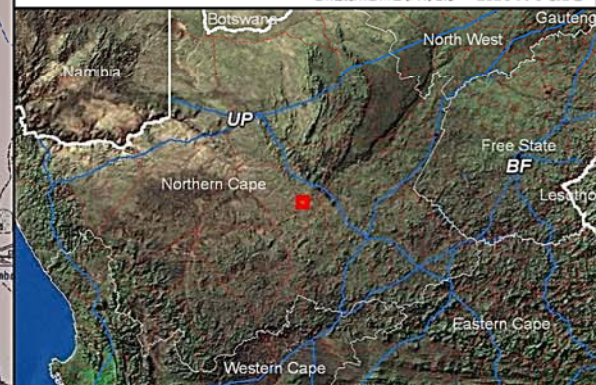 Botswana
Gauteng
North West
Namibia
UP
Free State
BF
Northern Cape
Lesotho
Eastern Cape
Western Cape